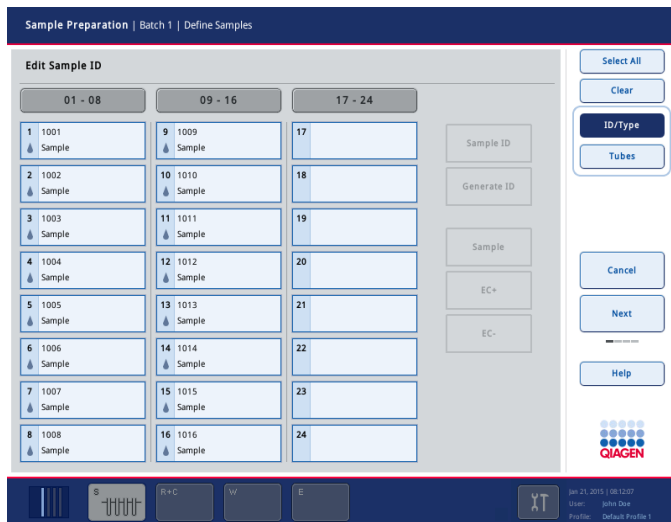 Sample Preparation | Batch 1 | Define Samples
Edit Sample ID
01 - 08
09 - 16
17 - 24
1 1001
Sample
2 1002
Sample
3 1003
Sample
4 1004
Sample
5 1005
Sample
6 1006
Sample
7 1007
Sample
8 1008
Sample
9 1009
Sample
10 1010
Sample
11 1011
Sample
12 1012
Sample
13 1013
Sample
14 1014
Sample
15 1015
Sample
16 1016
Sample
17
18
19
20
21
22
23
24
Sample ID
Generate ID
Sample
EC+
EC-
Select All
Clear
ID/Type
Tubes
Cancel
Next
Help
QIAGEN
S
R+C
W
E
Jan 21, 2015 | 08:12:07
User: John Doe
Profile: Default Profile 1